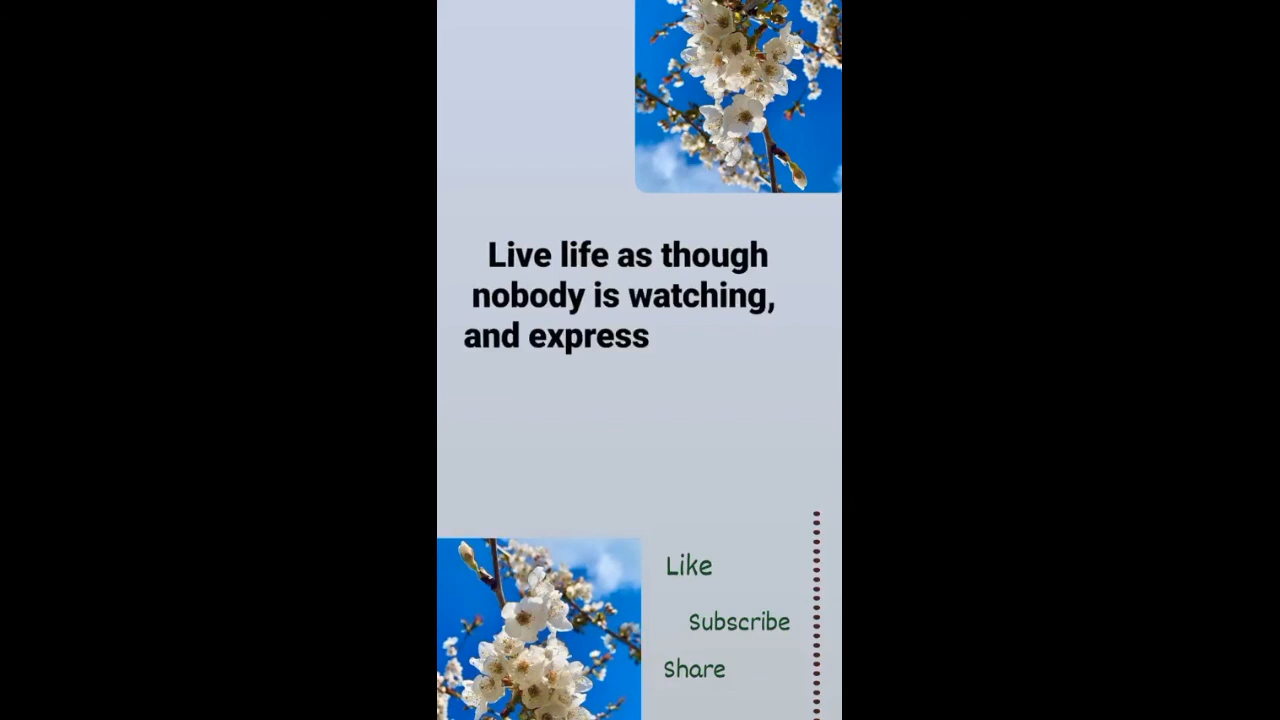 Live life as though
nobody is watching,
and express
Like
Subscribe
Share